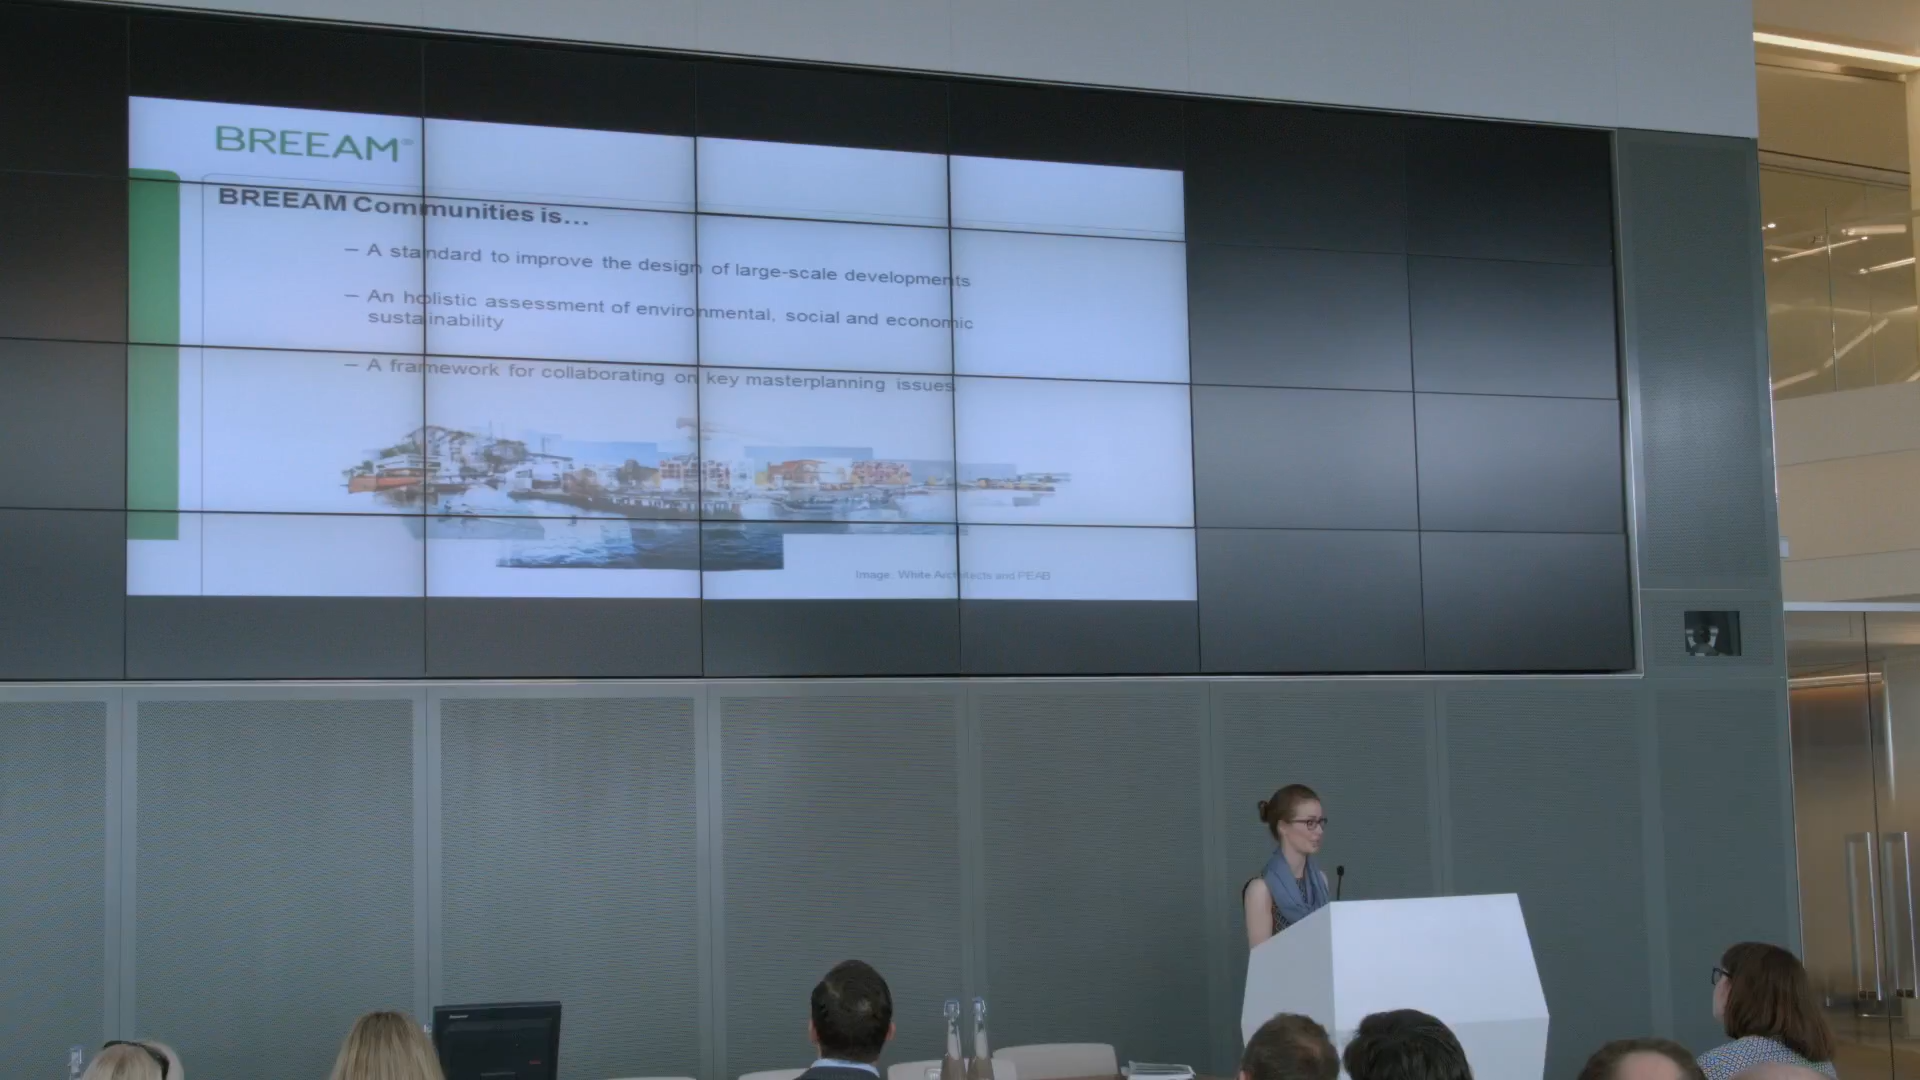 BREEAM
BREEAM Communities is...
– A standard to improve the design of large-scale developments
– An holistic assessment of environmental, social and economic
sustainability
– A framework for collaborating on key masterplanning issues
Image: White Architects and PEAB